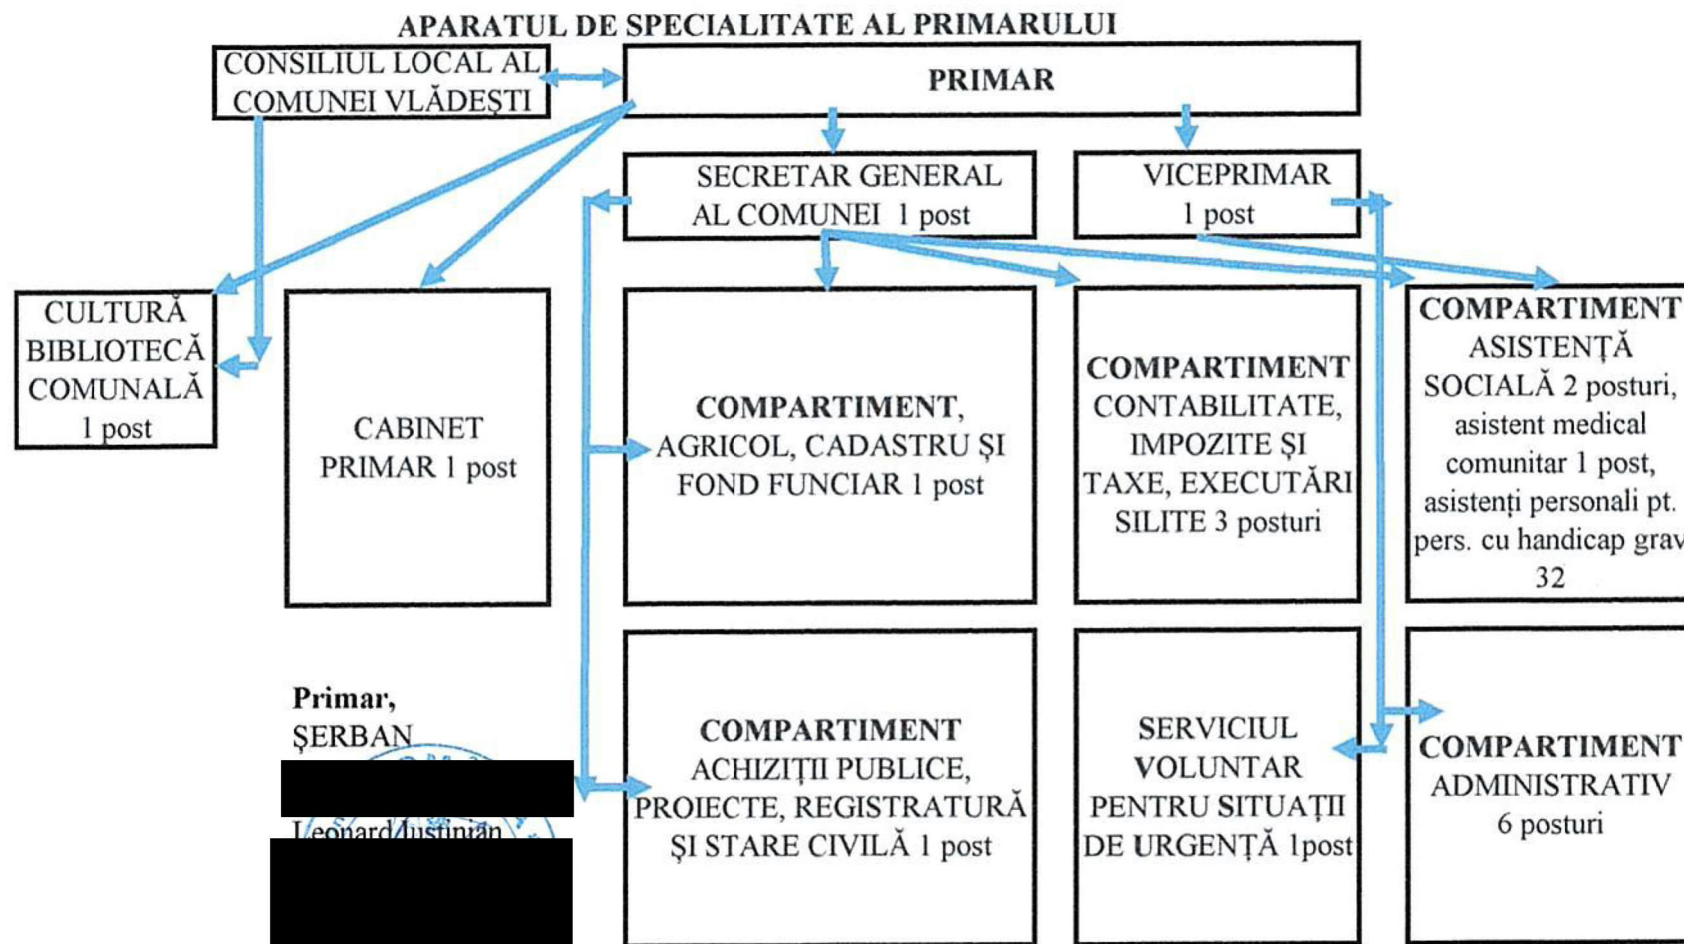 APARATUL DE SPECIALITATE AL PRIMARULUI
CONSILIUL LOCAL AL
COMUNEI VLĂDEȘTI
PRIMAR
SECRETAR GENERAL
AL COMUNEI 1 post
VICEPRIMAR
1 post
CULTURĂ
BIBLIOTECĂ
COMUNALĂ
1 post
CABINET
PRIMAR 1 post
COMPARTIMENT,
AGRICOL, CADASTRU ȘI
FOND FUNCIAR 1 post
COMPARTIMENT
CONTABILITATE,
IMPOZITE ȘI
TAXE, EXECUTĂRI
SILITE 3 posturi
COMPARTIMENT
ASISTENȚĂ
SOCIALĂ 2 posturi,
asistent medical
comunitar 1 post,
asistenți personali pt.
pers. cu handicap grav
32
Primar,
ȘERBAN
Leonard Iustinian
COMPARTIMENT
ACHIZIȚII PUBLICE,
PROIECTE, REGISTRATURĂ
ȘI STARE CIVILĂ 1 post
SERVICIUL
VOLUNTAR
PENTRU SITUAȚII
DE URGENȚĂ 1post
COMPARTIMENT
ADMINISTRATIV
6 posturi